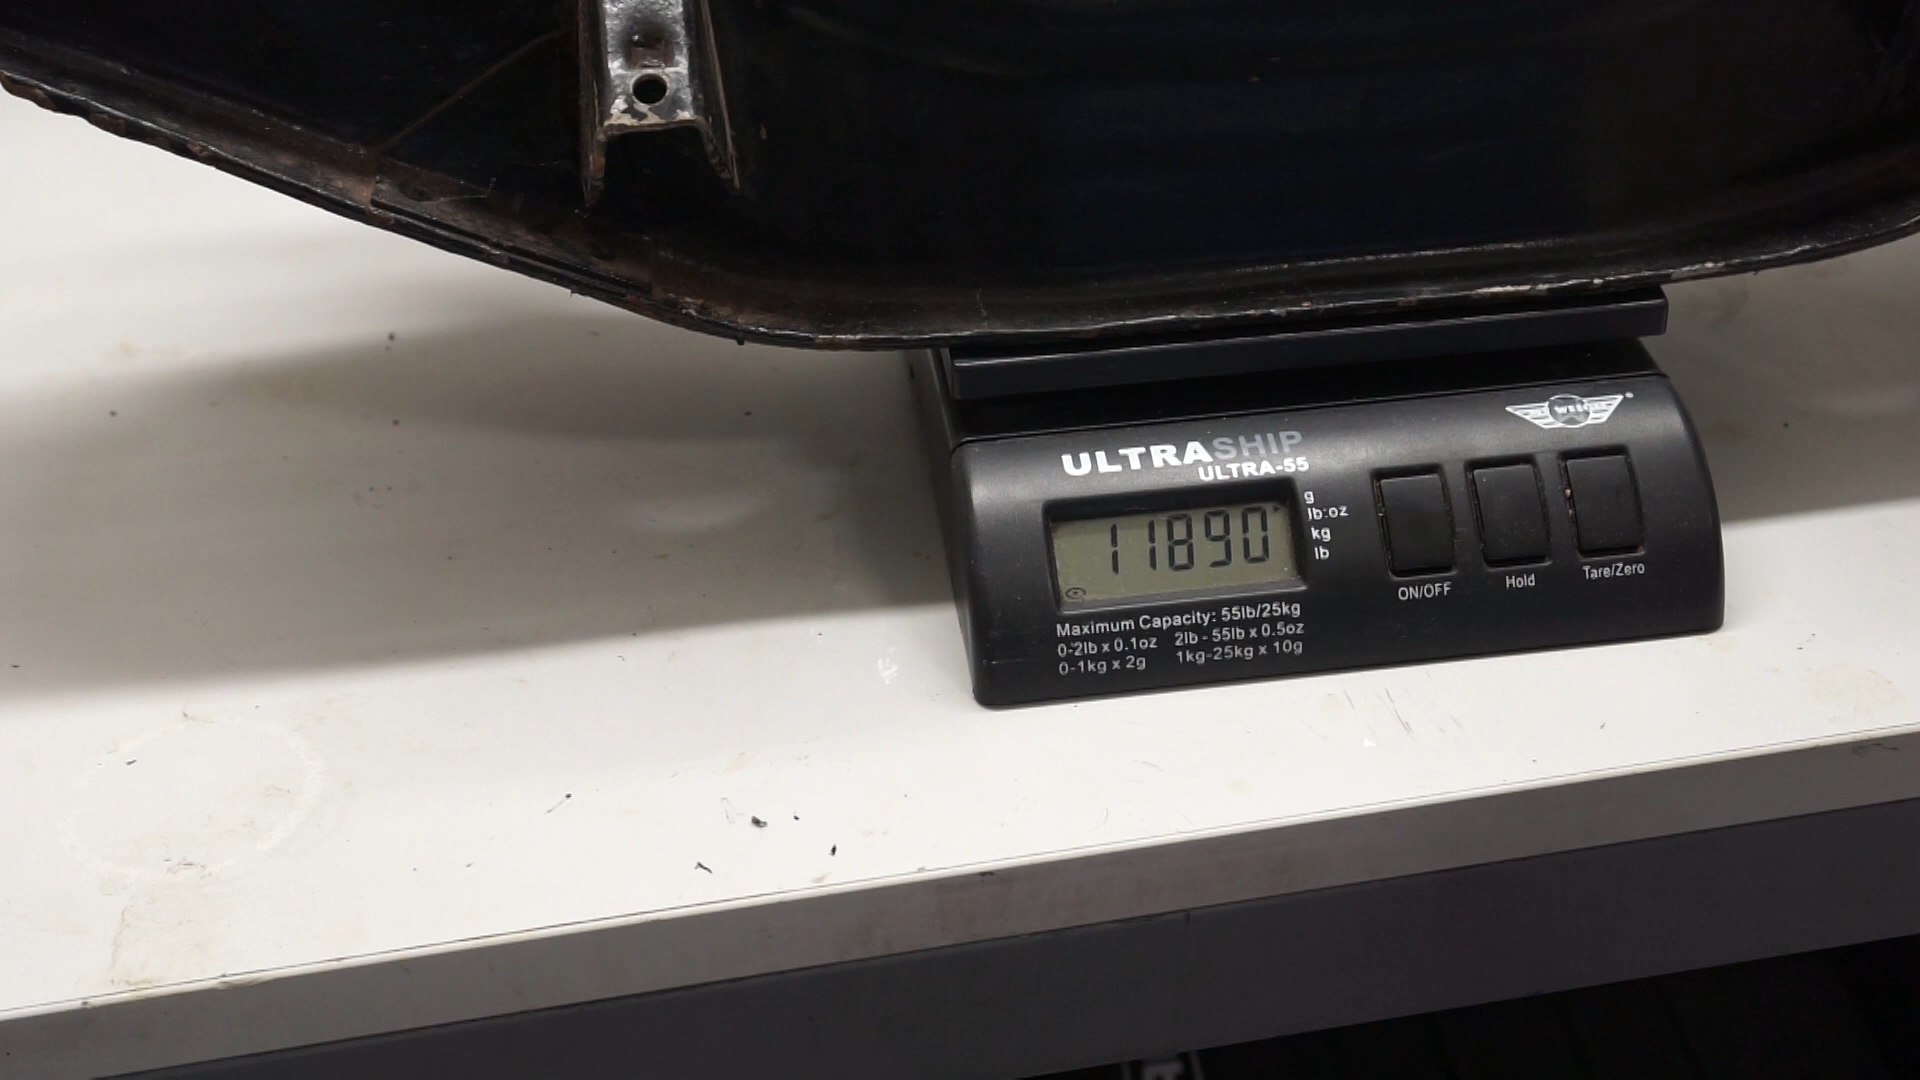 ULTRASHIP
ULTRA-55
11890
g
lb:oz
kg
lb
ON/OFF
Hold
Tare/Zero
Maximum Capacity: 55lb/25kg
0-2lb x 0.1oz 2lb - 55lb x 0.5oz
0-1kg x 2g 1kg-25kg x 10g